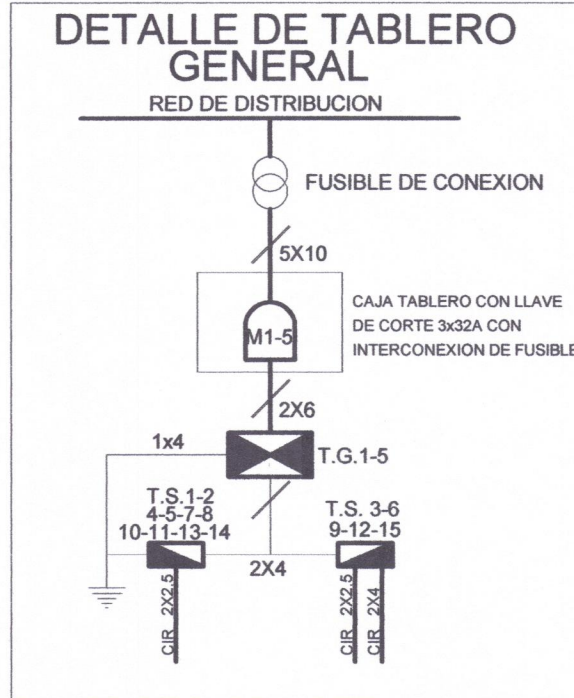 DETALLE DE TABLERO
GENERAL
RED DE DISTRIBUCION
FUSIBLE DE CONEXION
5X10
CAJA TABLERO CON LLAVE
DE CORTE 3x32A CON
INTERCONEXION DE FUSIBLE
M1-5
2X6
1x4
T.G.1-5
T.S.1-2
4-5-7-8
10-11-13-14
T.S. 3-6
9-12-15
2X4
CIR 2X2,5
CIR 2X2,5
CIR 2X4